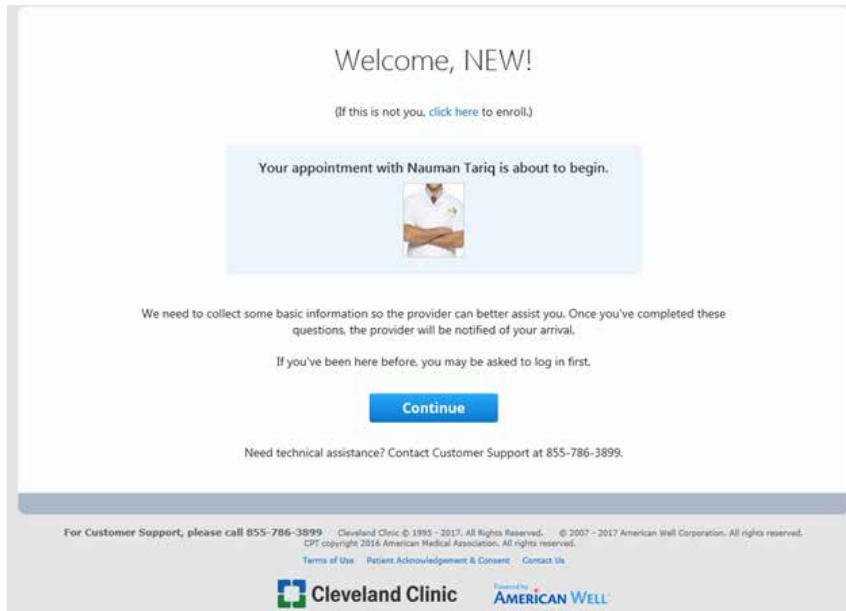 Welcome, NEW!
(If this is not you, click here to enroll.)
Your appointment with Nauman Tariq is about to begin.
We need to collect some basic information so the provider can better assist you. Once you've completed these
questions, the provider will be notified of your arrival.
If you've been here before, you may be asked to log in first.
Continue
Need technical assistance? Contact Customer Support at 855-786-3899.
For Customer Support, please call 855-786-3899 Cleveland Clinic © 1995 - 2017. All Rights Reserved. © 2007 - 2017 American Well Corporation. All rights reserved.
CPT copyright 2016 American Medical Association. All rights reserved.
Terms of Use Patient Acknowledgement & Consent Contact Us
Cleveland Clinic
Powered by
AMERICAN WELL